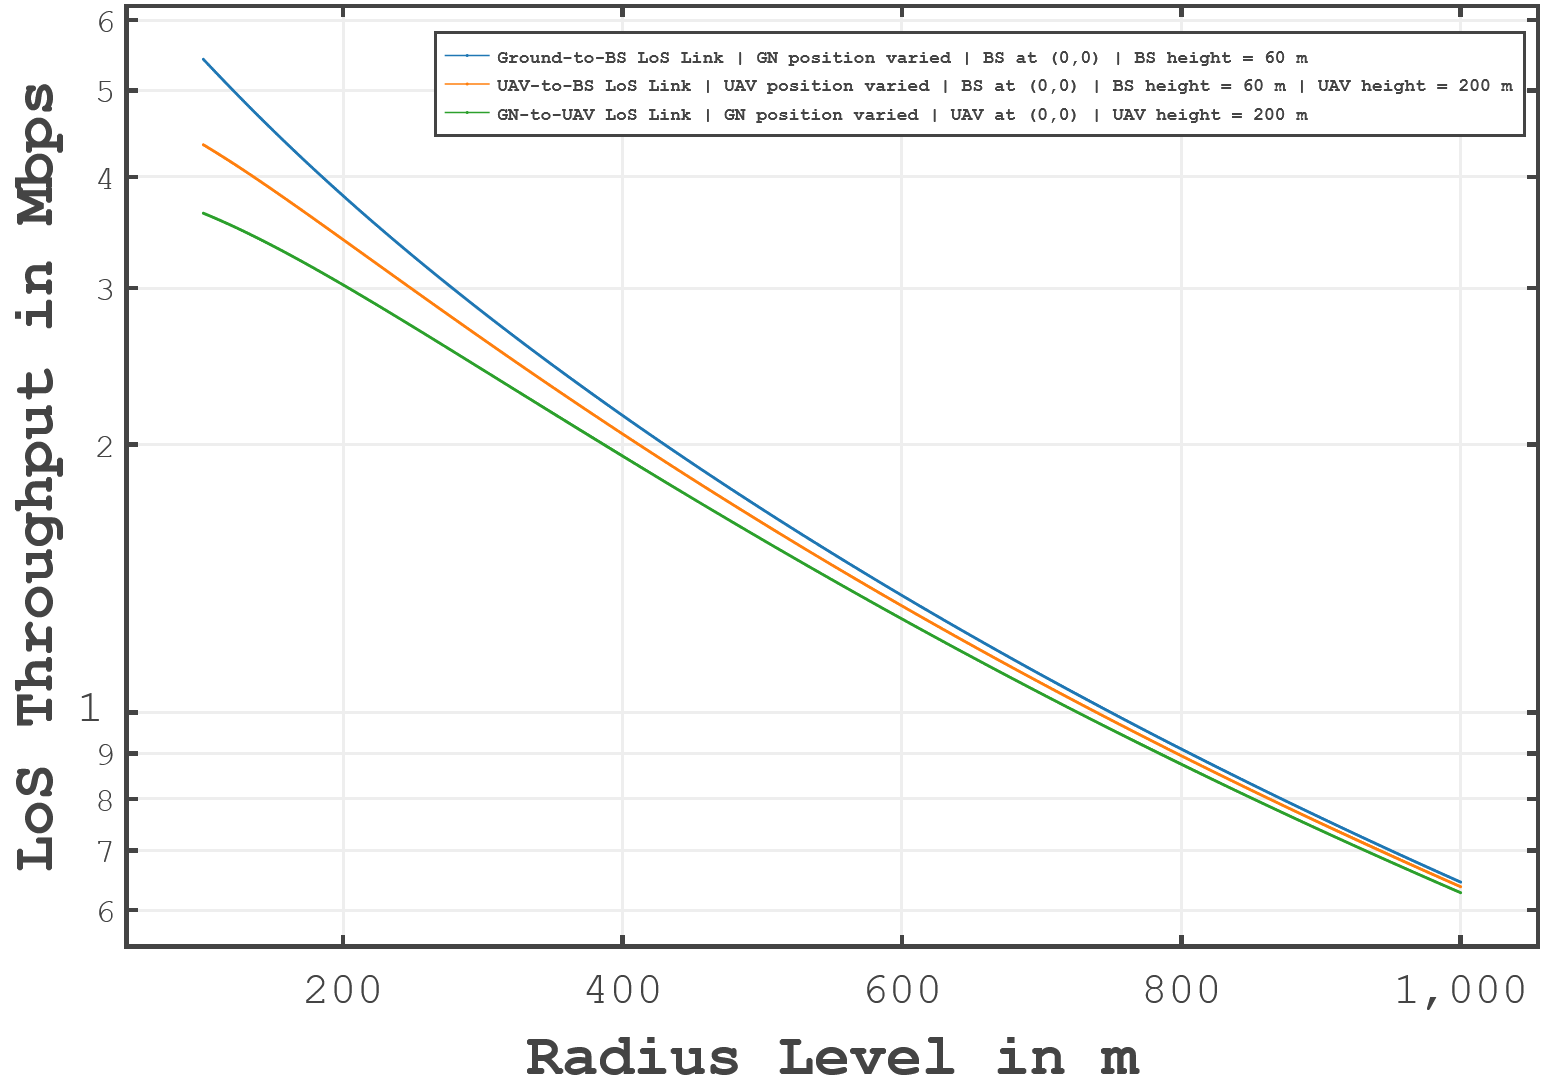 LoS Throughput in Mbps
6
5
4
3
2
1
9
8
7
6
Ground-to-BS LoS Link | GN position varied | BS at (0,0) | BS height = 60 m
UAV-to-BS LoS Link | UAV position varied | BS at (0,0) | BS height = 60 m | UAV height = 200 m
GN-to-UAV LoS Link | GN position varied | UAV at (0,0) | UAV height = 200 m
200 400 600 800 1,000
Radius Level in m